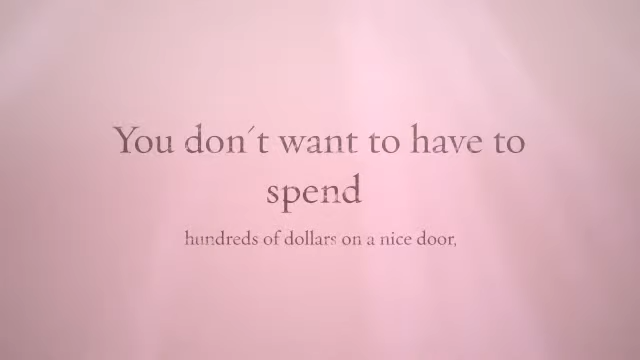 You don´t want to have to
spend
hundreds of dollars on a nice door,